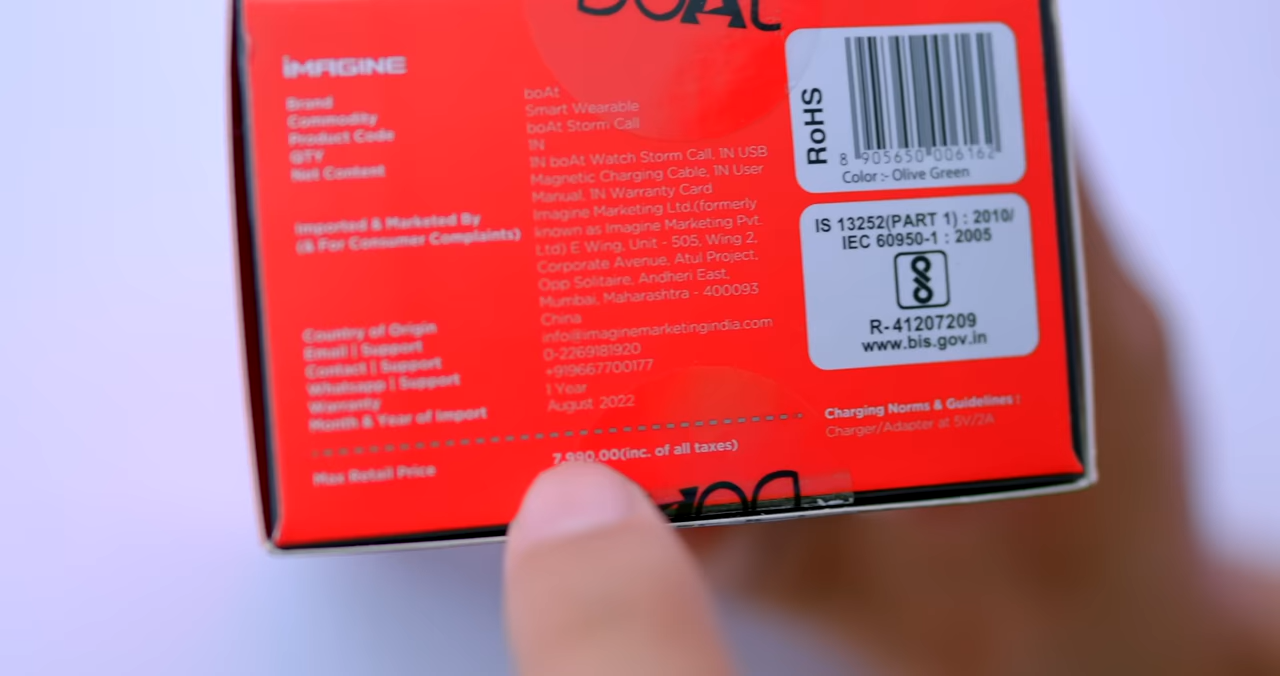 boAt
iMAGINE
Brand boAt
Commodity Smart Wearable
Product Code boAt Storm Call
QTY 1N
Net Content 1N boAt Watch Storm Call, 1N USB
Magnetic Charging Cable, 1N User
Manual, 1N Warranty Card
Imported & Marketed By Imagine Marketing Ltd.(formerly
(& For Consumer Complaints) known as Imagine Marketing Pvt.
Ltd) E Wing, Unit - 505, Wing 2,
Corporate Avenue, Atul Project,
Opp Solitaire, Andheri East,
Mumbai, Maharashtra - 400093
Country of Origin China
Email | Support info@imaginemarketingindia.com
Contact | Support 0-2269181920
Whatsapp | Support +919667700177
Warranty 1 Year
Month & Year of Import August 2022
Max Retail Price 7,990.00(inc. of all taxes)
RoHS
8 905650 006162
Color :- Olive Green
IS 13252(PART 1) : 2010/
IEC 60950-1 : 2005
R- 41207209
www.bis.gov.in
Charging Norms & Guidelines :
Charger/Adapter at 5V/2A